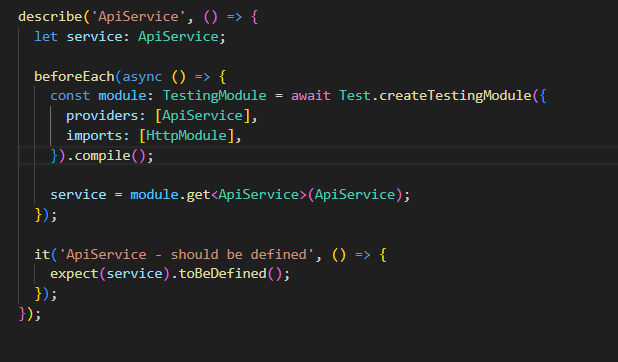 describe('ApiService', () => {
let service: ApiService;
beforeEach(async () => {
const module: TestingModule = await Test.createTestingModule({
providers: [ApiService],
imports: [HttpModule],
}).compile();
service = module.get<ApiService>(ApiService);
});
it('ApiService - should be defined', () => {
expect(service).toBeDefined();
});
});